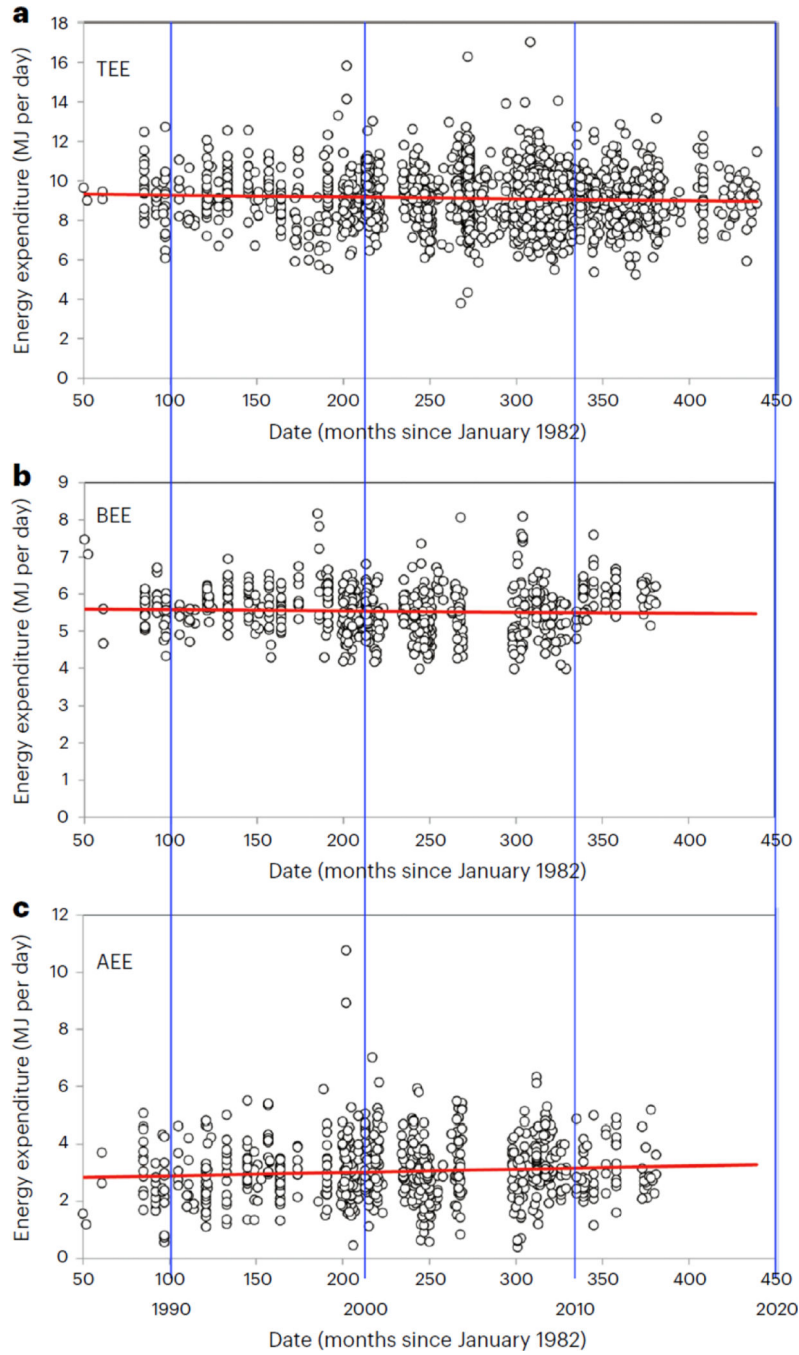 a
18
16
14
12
10
8
6
4
2
0
TEE
Energy expenditure (MJ per day)
50 100 150 200 250 300 350 400 450
Date (months since January 1982)
b
9
8
7
6
5
4
3
2
1
0
BEE
Energy expenditure (MJ per day)
50 100 150 200 250 300 350 400 450
Date (months since January 1982)
c
12
10
8
6
4
2
0
AEE
Energy expenditure (MJ per day)
50 100 150 200 250 300 350 400 450
1990 2000 2010 2020
Date (months since January 1982)